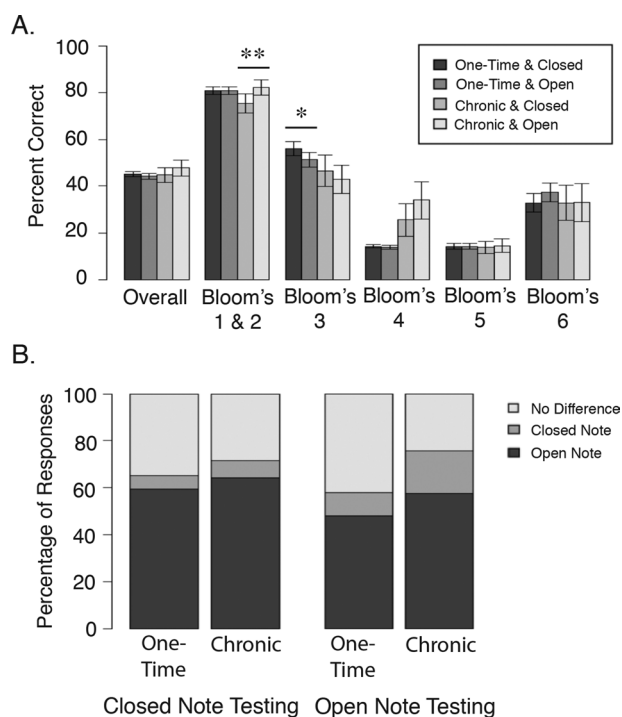 A.
100
80
60
40
20
0
Percent Correct
**
*
One-Time & Closed
One-Time & Open
Chronic & Closed
Chronic & Open
Overall
Bloom's
1 & 2
Bloom's
3
Bloom's
4
Bloom's
5
Bloom's
6
B.
100
80
60
40
20
0
Percentage of Responses
No Difference
Closed Note
Open Note
One-
Time
Chronic
One-
Time
Chronic
Closed Note Testing
Open Note Testing